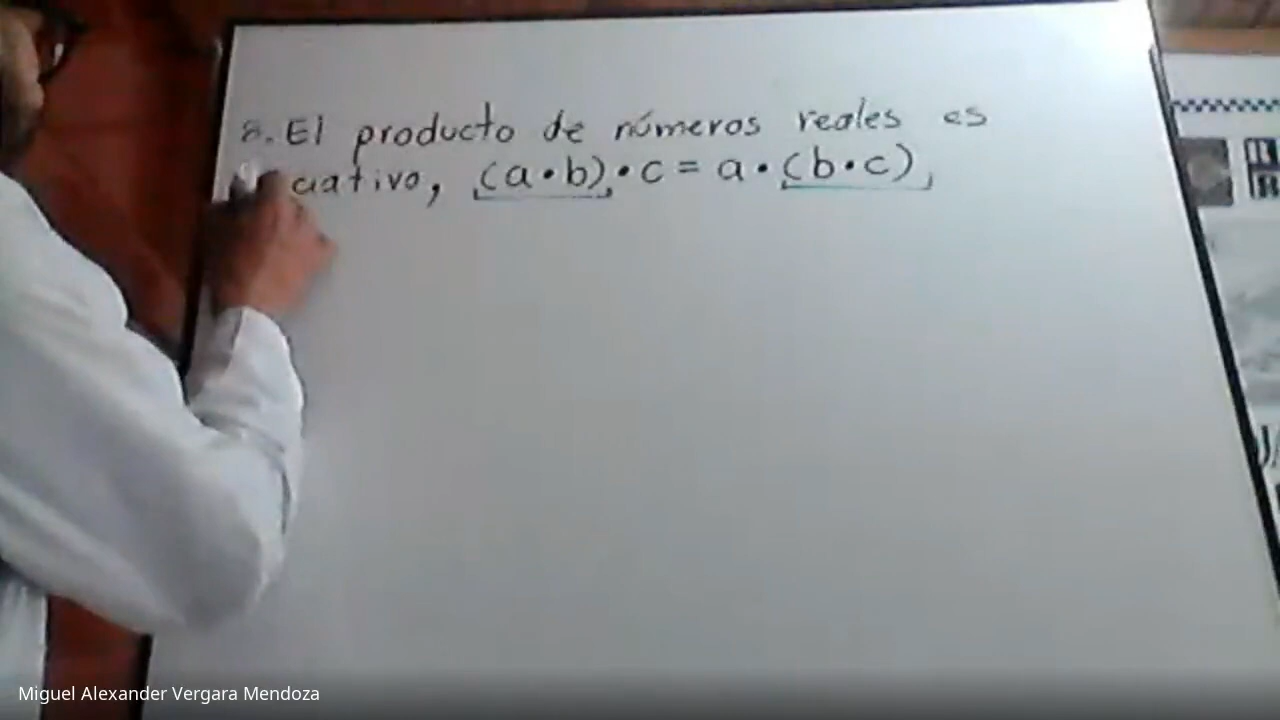 8. El producto de números reales es
ciativo, (a•b)•c = a•(b•c),
Miguel Alexander Vergara Mendoza